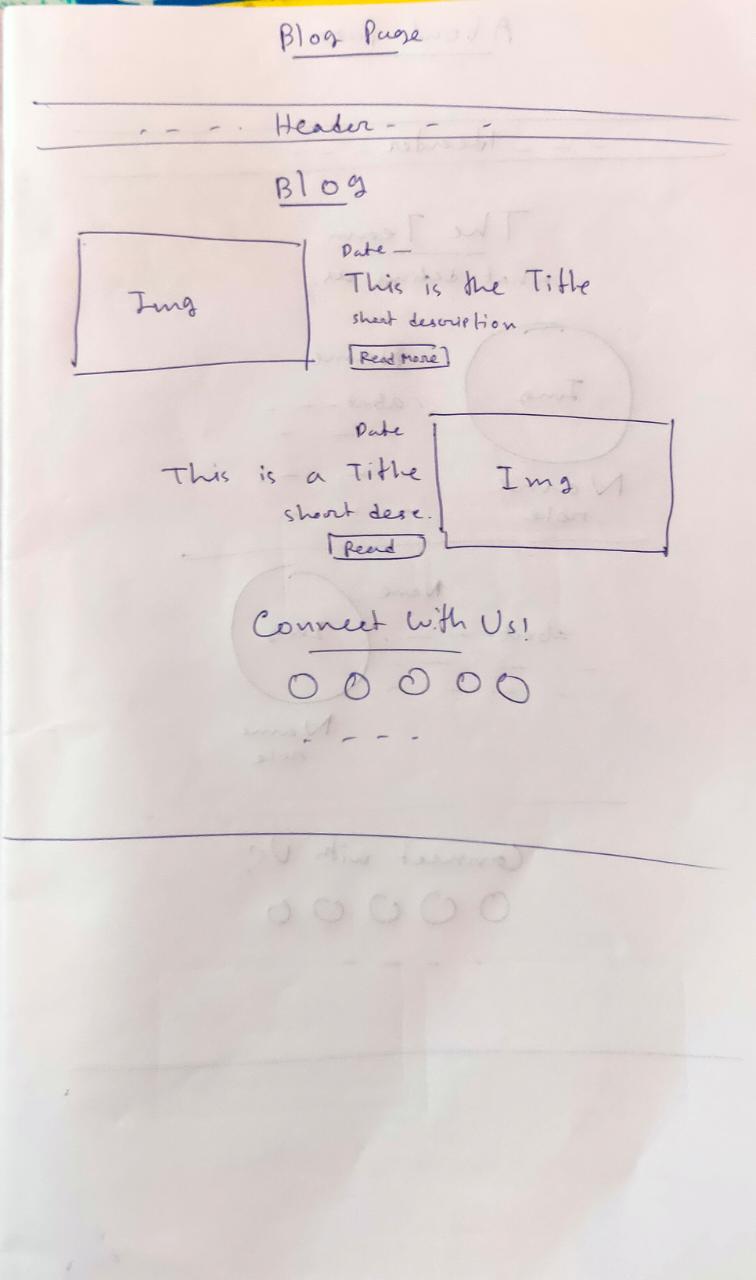 Blog Page
- - - . Header - - -
Blog
Img
Date —
This is the Title
short description
Read More
Date
This is a Title
short desc.
Read
Img
Connect With Us!
- - - -